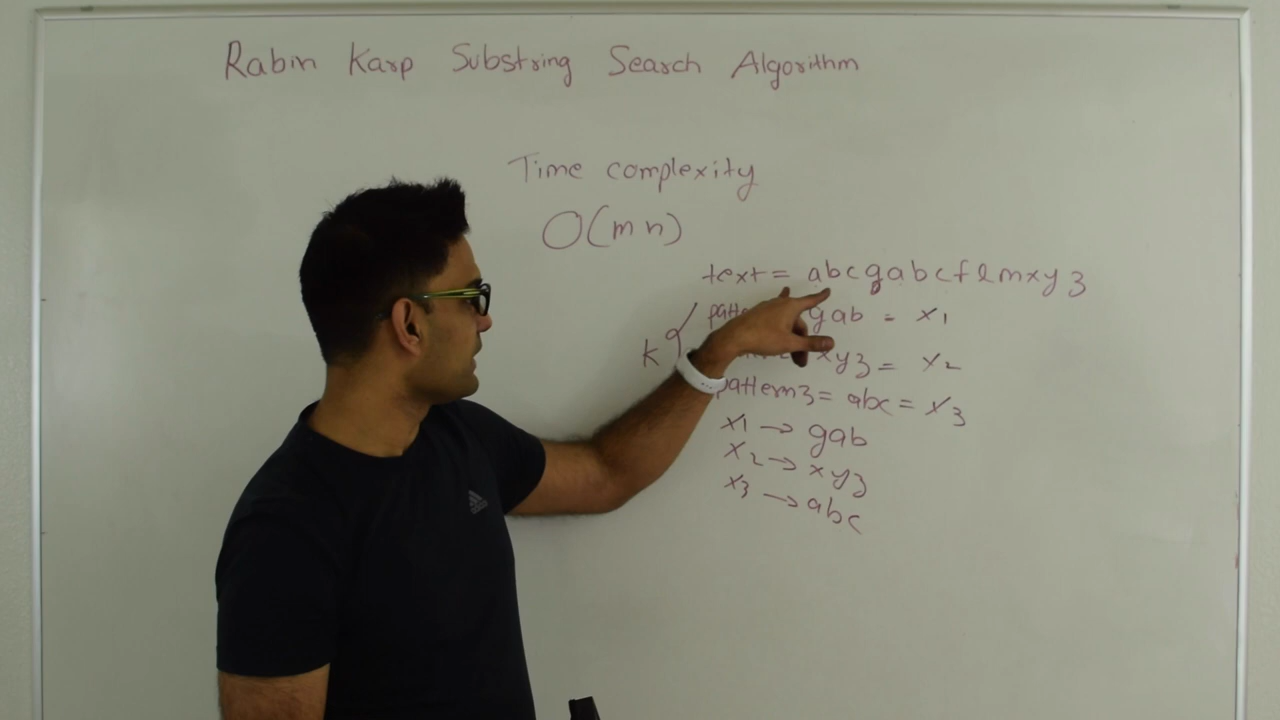 Rabin Karp Substring Search Algorithm
Time complexity
O(mn)
text = abcgabcflmxyz
gab = x1
k
xyz = x2
pattern3 = abc = x3
x1 → gab
x2 → xyz
x3 → abc